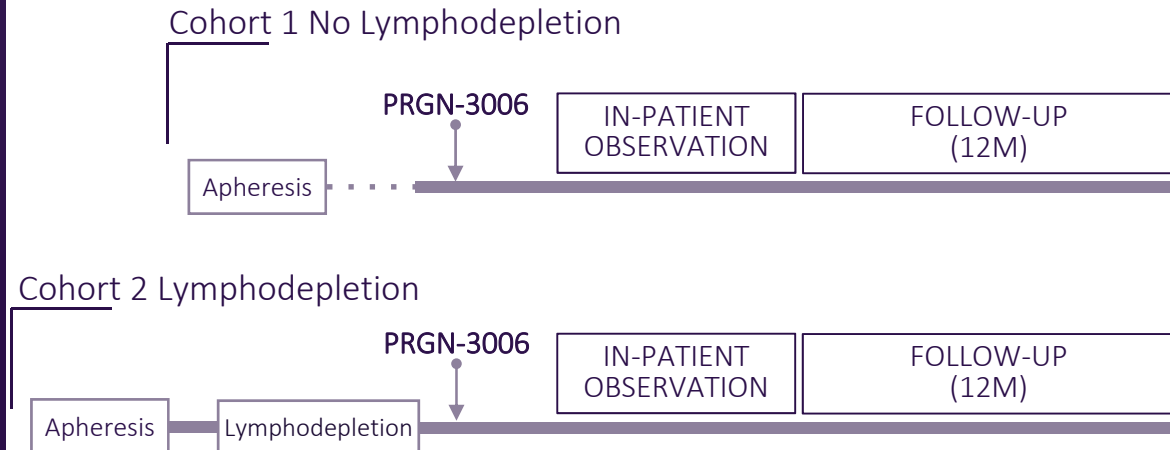 Cohort 1 No Lymphodepletion
PRGN-3006
IN-PATIENT
OBSERVATION
FOLLOW-UP
(12M)
Apheresis
Cohort 2 Lymphodepletion
PRGN-3006
IN-PATIENT
OBSERVATION
FOLLOW-UP
(12M)
Apheresis
Lymphodepletion